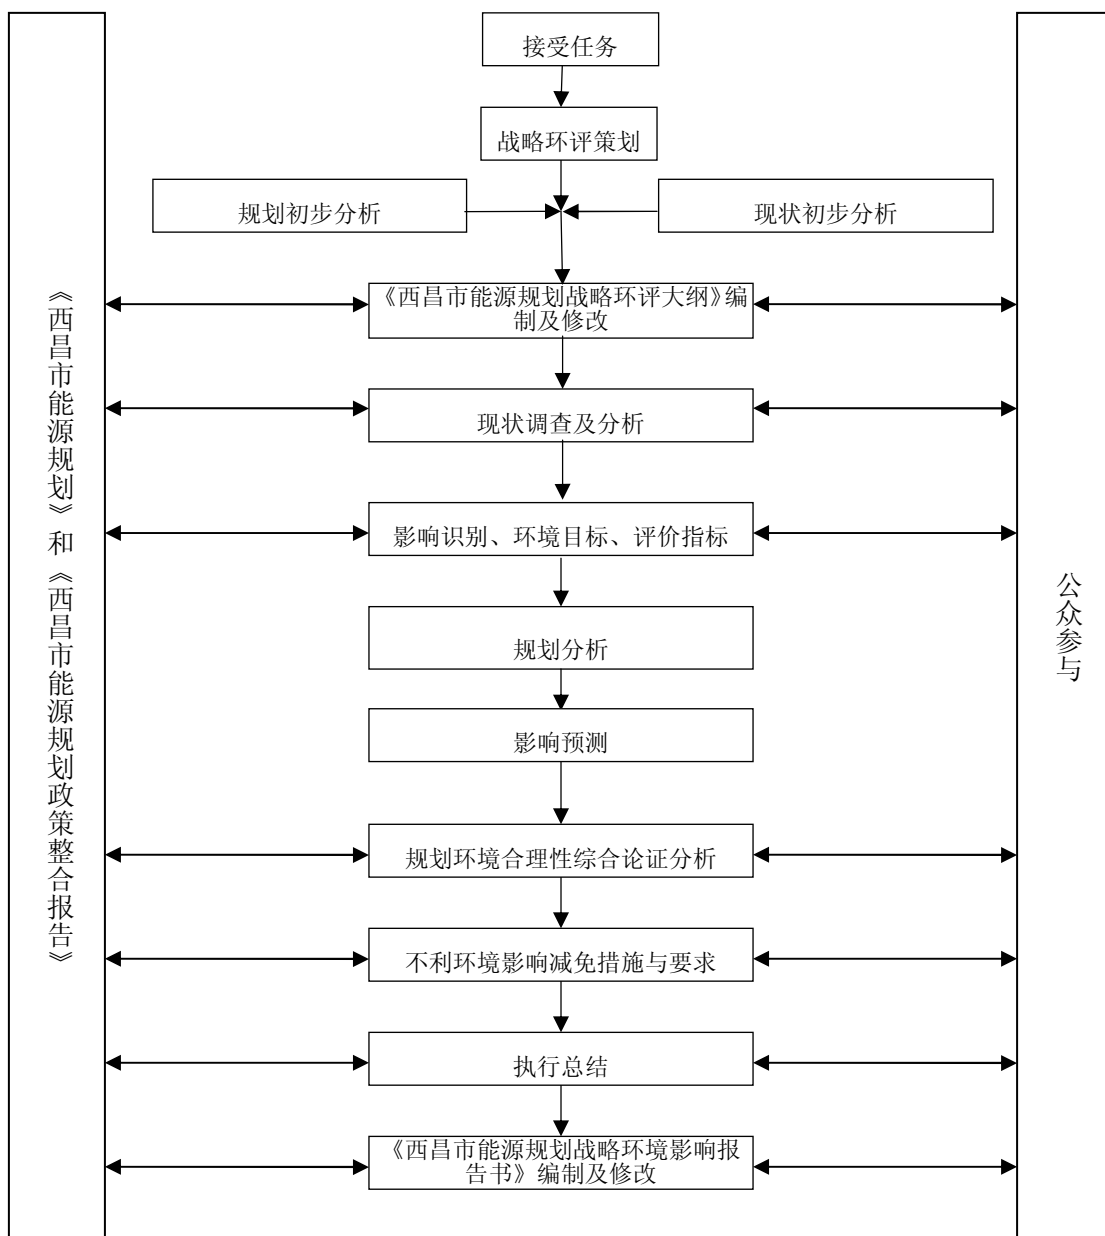 接受任务
战略环评策划
规划初步分析
现状初步分析
《西昌市能源规划战略环评大纲》编
制及修改
现状调查及分析
影响识别、环境目标、评价指标
规划分析
影响预测
规划环境合理性综合论证分析
不利环境影响减免措施与要求
执行总结
《西昌市能源规划战略环境影响报
告书》编制及修改
《西昌市能源规划》和《西昌市能源规划政策整合报告》
公众参与